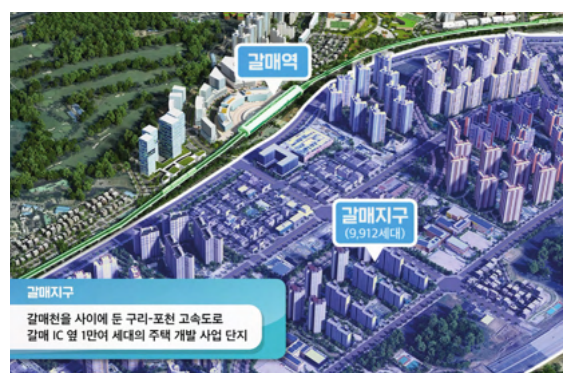 갈매역
갈매지구
(9,912세대)
갈매지구
갈매천을 사이에 둔 구리-포천 고속도로
갈매 IC 옆 1만여 세대의 주택 개발 사업 단지